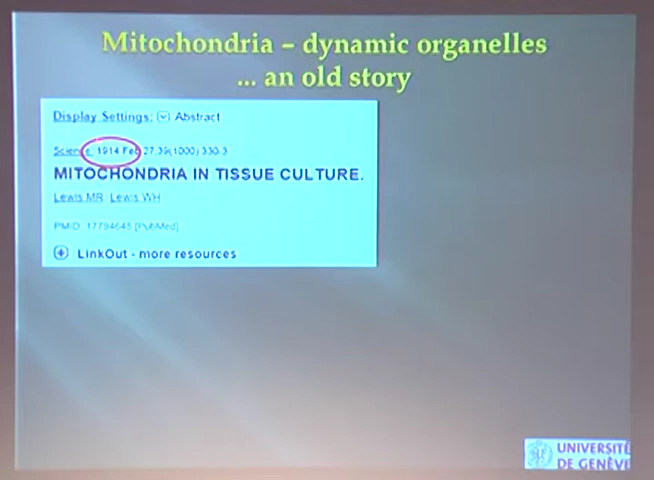 Mitochondria – dynamic organelles
... an old story
Display Settings: Abstract
Science. 1914 Feb 27;39(1000):330-3
MITOCHONDRIA IN TISSUE CULTURE.
Lewis MR, Lewis WH
PMID: 17794645 [PubMed]
LinkOut - more resources
UNIVERSITÉ
DE GENÈVE